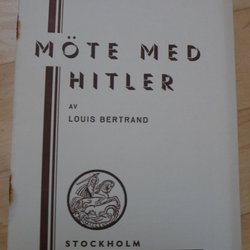 MÖTE MED
HITLER
AV
LOUIS BERTRAND
STOCKHOLM